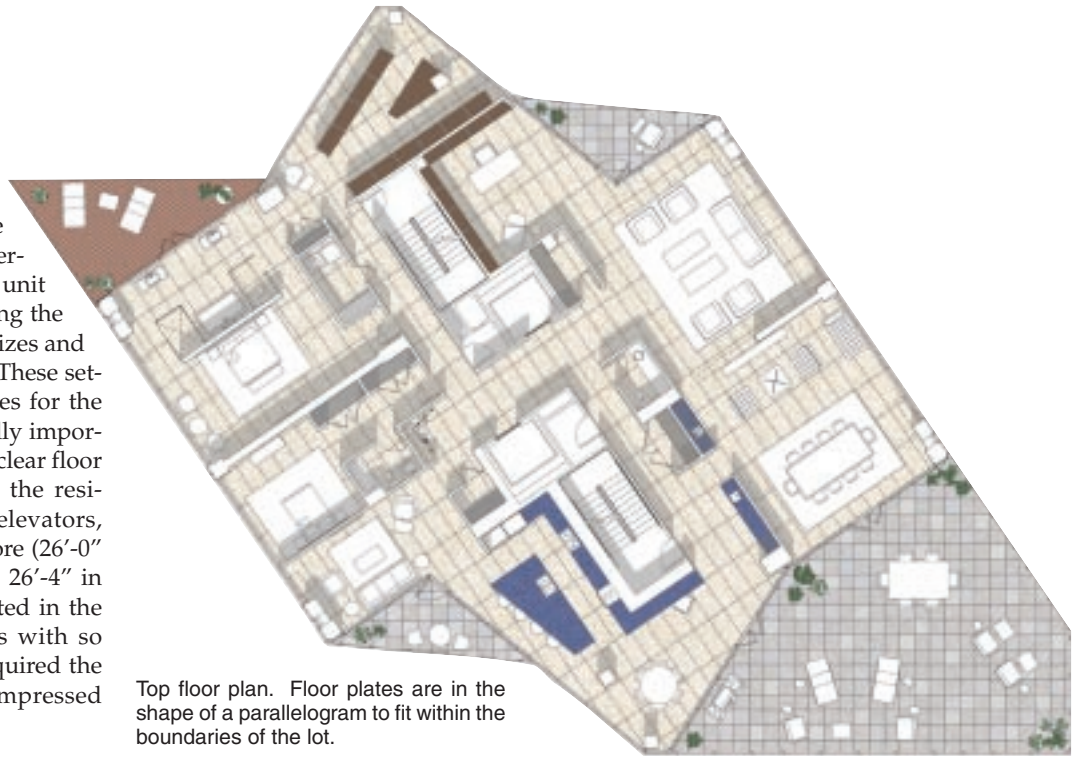 er-
unit
ng the
izes and
These set-
es for the
lly impor-
clear floor
the resi-
elevators,
ore (26’-0”
26’-4” in
ted in the
s with so
quired the
mpressed
Top floor plan. Floor plates are in the
shape of a parallelogram to fit within the
boundaries of the lot.